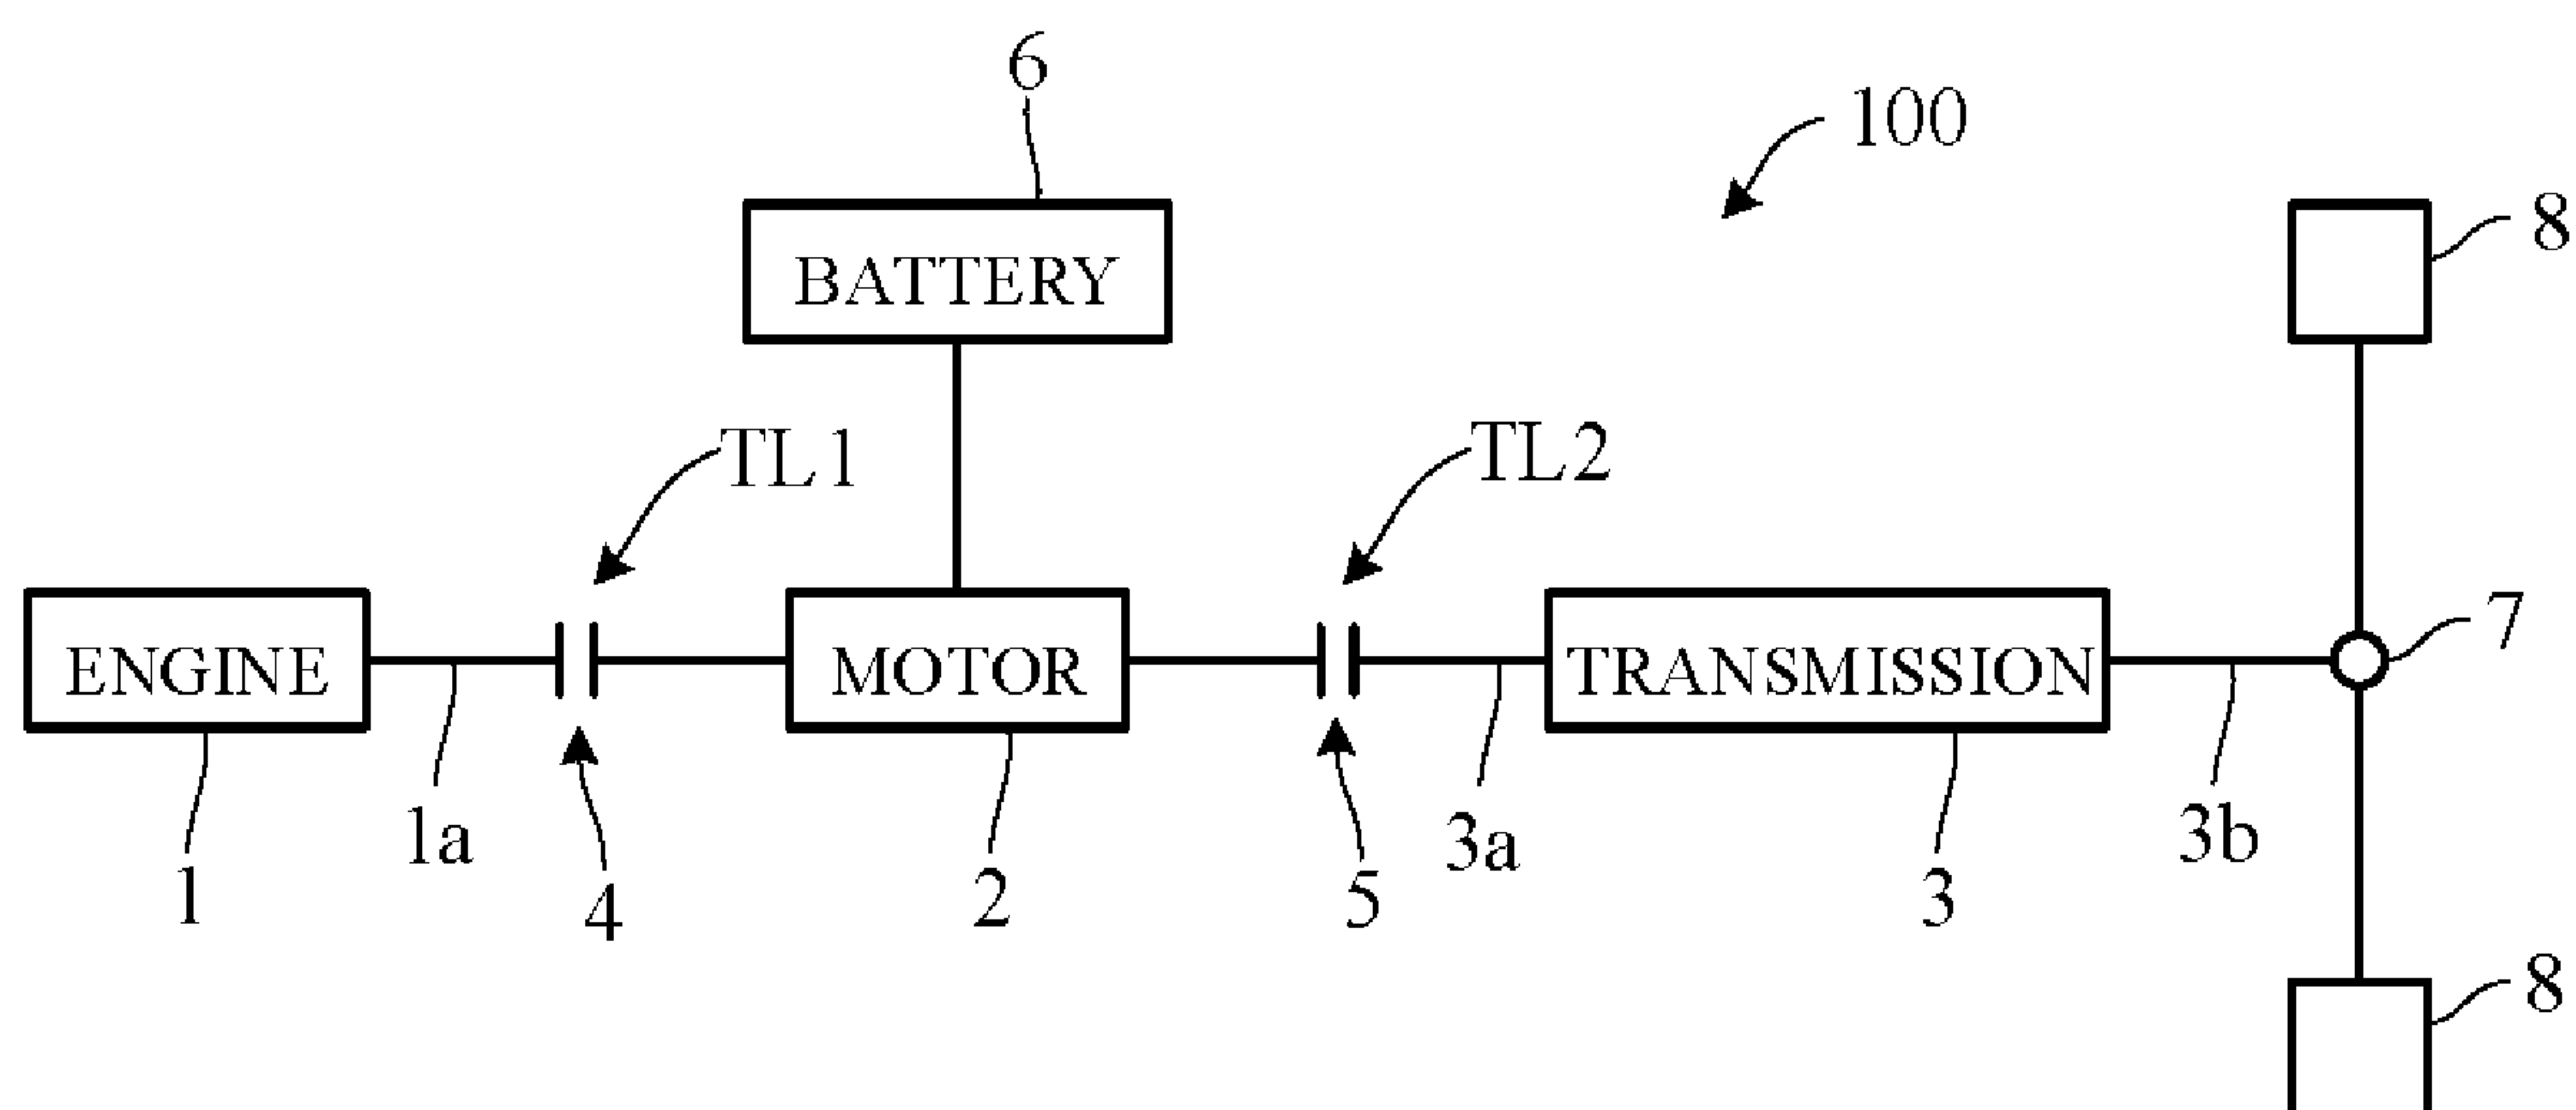 6
100
8
BATTERY
TL1
TL2
7
ENGINE
MOTOR
TRANSMISSION
1a
3a
3b
1
4
2
5
3
8